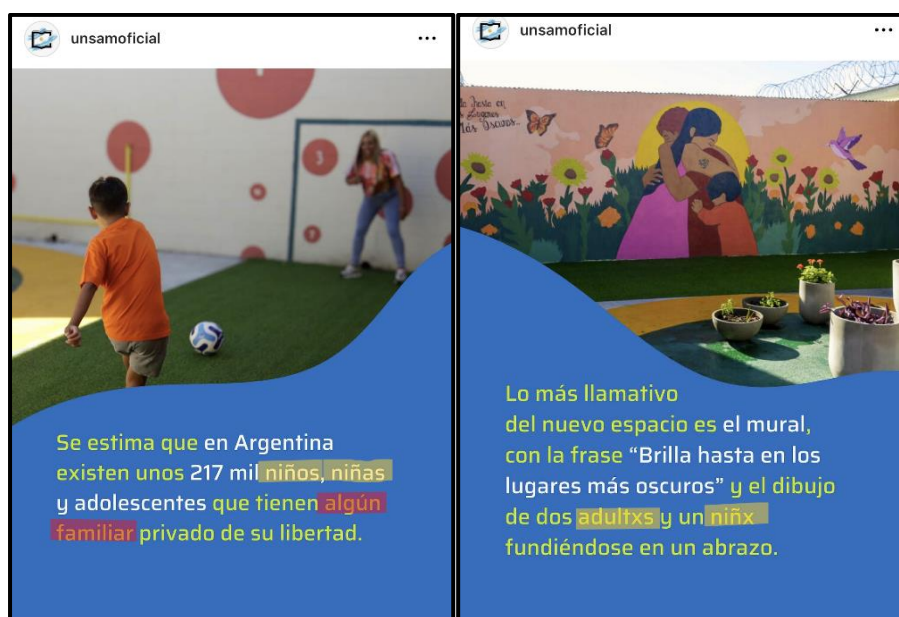 unsamoficial
Se estima que en Argentina
existen unos 217 mil niños, niñas
y adolescentes que tienen algún
familiar privado de su libertad.
unsamoficial
Lo más llamativo
del nuevo espacio es el mural,
con la frase “Brilla hasta en los
lugares más oscuros” y el dibujo
de dos adultxs y un niñx
fundiéndose en un abrazo.